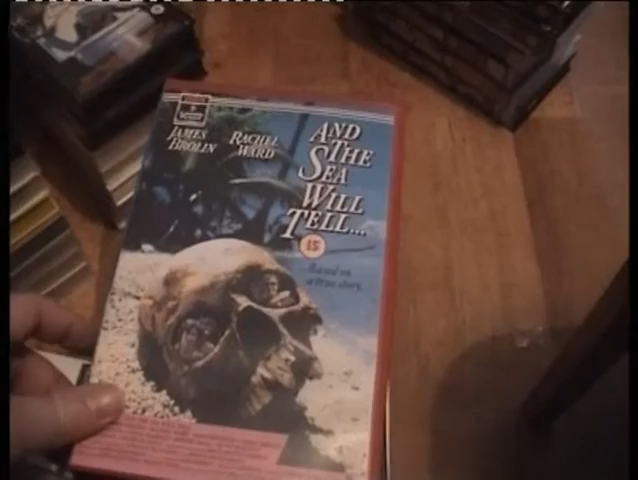 JAMES
BROLIN
RACHEL
WARD
AND
THE
SEA
WILL
TELL...
15
Based on
a true story.